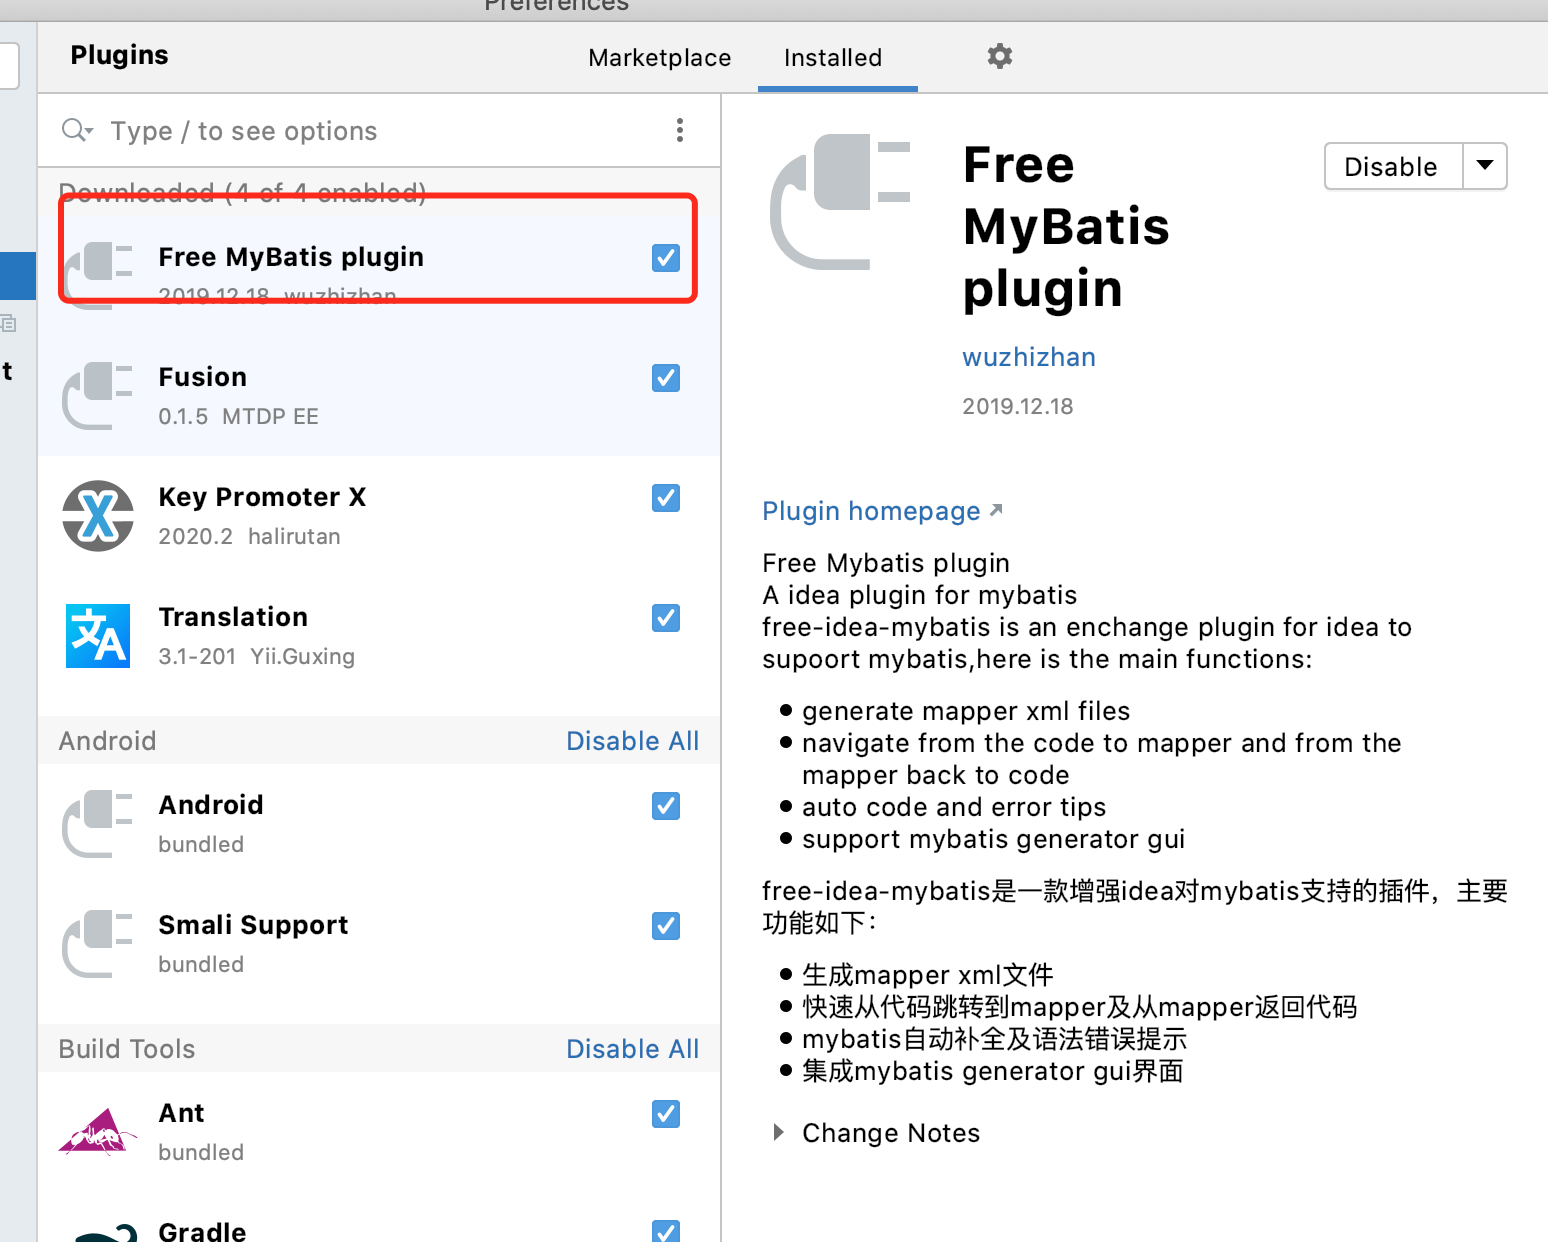 Preferences
Plugins
Marketplace
Installed
Type / to see options
Downloaded (4 of 4 enabled)
Free MyBatis plugin
2019.12.18 wuzhizhan
Fusion
0.1.5 MTDP EE
Key Promoter X
2020.2 halirutan
Translation
3.1-201 Yii.Guxing
Android
Disable All
Android
bundled
Smali Support
bundled
Build Tools
Disable All
Ant
bundled
Gradle
t
Free
MyBatis
plugin
Disable
wuzhizhan
2019.12.18
Plugin homepage
Free Mybatis plugin
A idea plugin for mybatis
free-idea-mybatis is an enchange plugin for idea to
supoort mybatis,here is the main functions:
generate mapper xml files
navigate from the code to mapper and from the
mapper back to code
auto code and error tips
support mybatis generator gui
free-idea-mybatis是一款增强idea对mybatis支持的插件，主要
功能如下：
生成mapper xml文件
快速从代码跳转到mapper及从mapper返回代码
mybatis自动补全及语法错误提示
集成mybatis generator gui界面
Change Notes